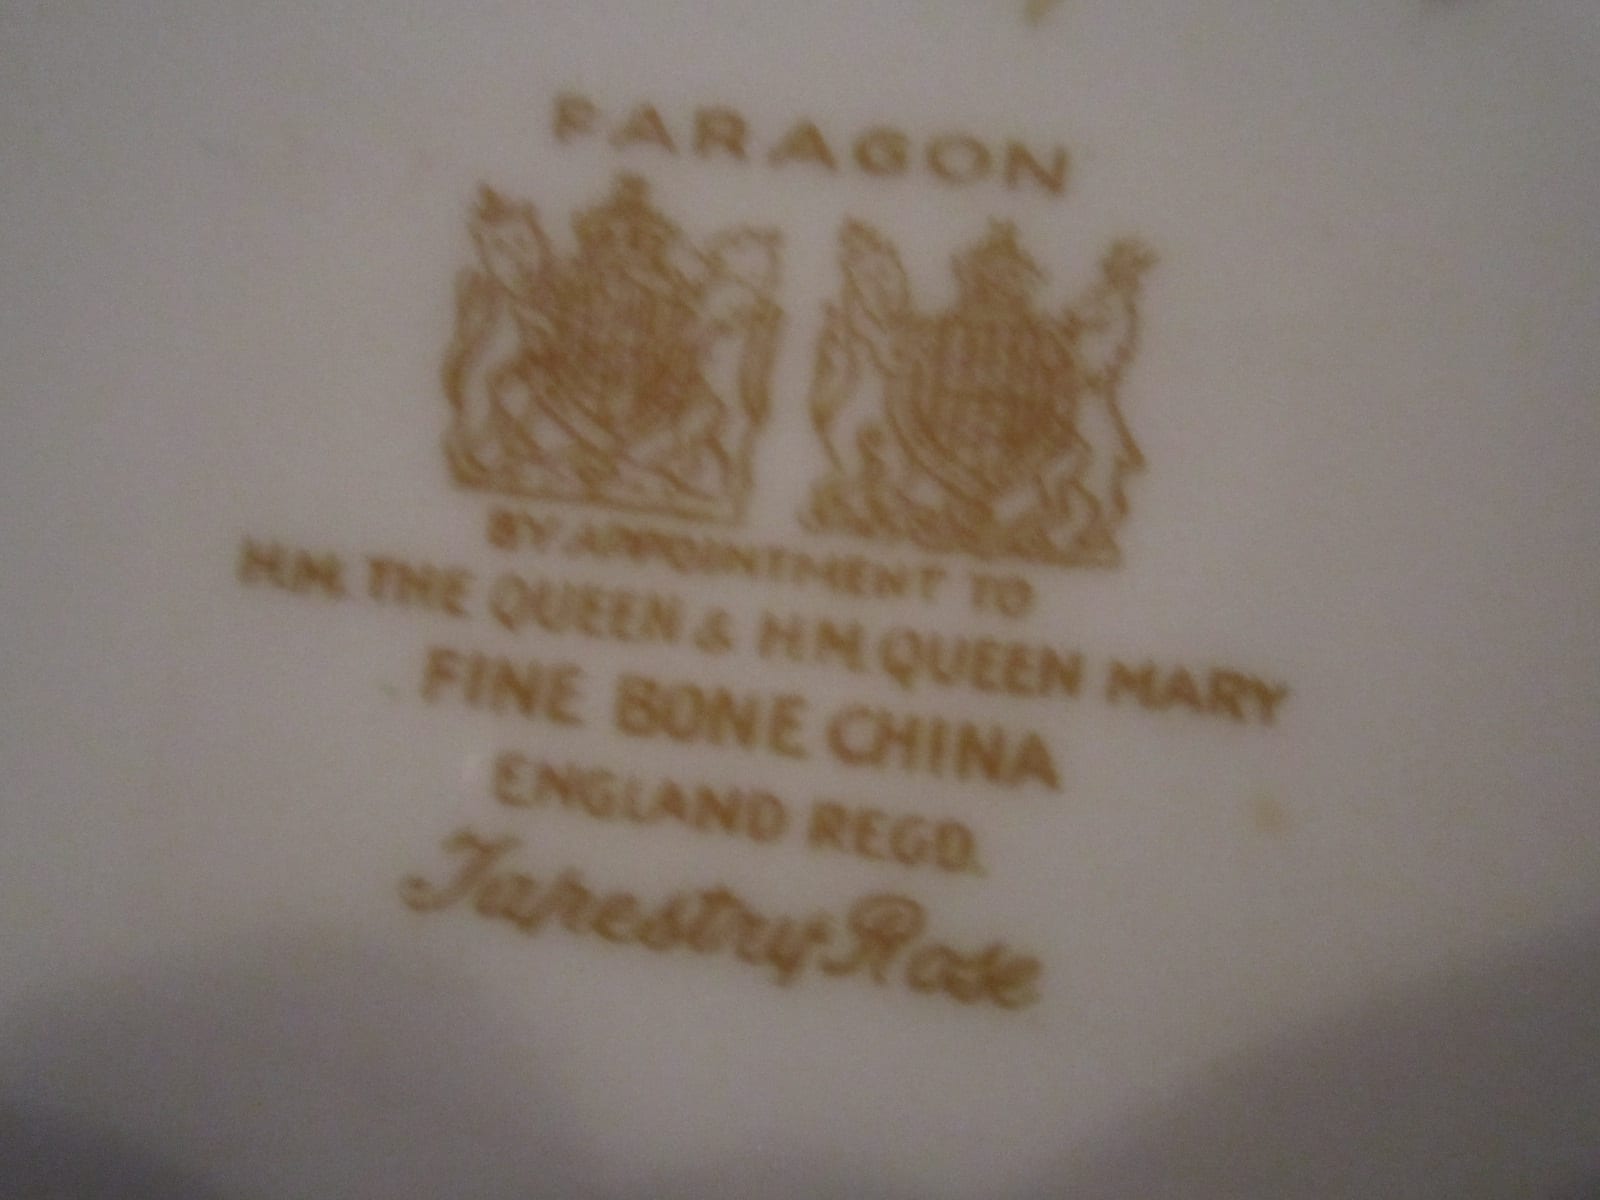 PARAGON
BY APPOINTMENT TO
H.M. THE QUEEN & H.M. QUEEN MARY
FINE BONE CHINA
ENGLAND REGD.
Tapestry Rose